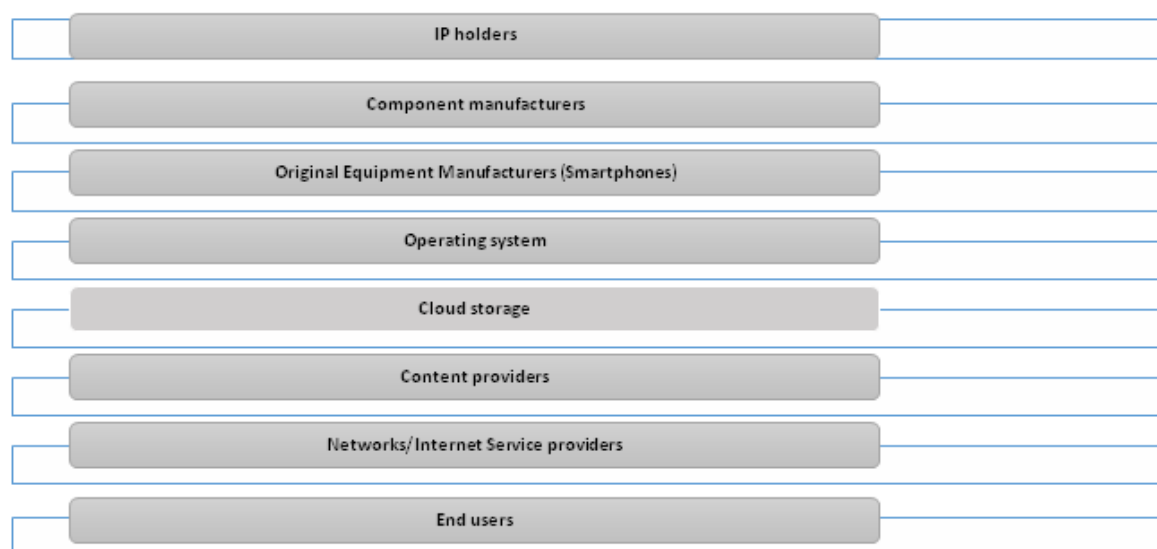 IP holders
Component manufacturers
Original Equipment Manufacturers (Smartphones)
Operating system
Cloud storage
Content providers
Networks/Internet Service providers
End users